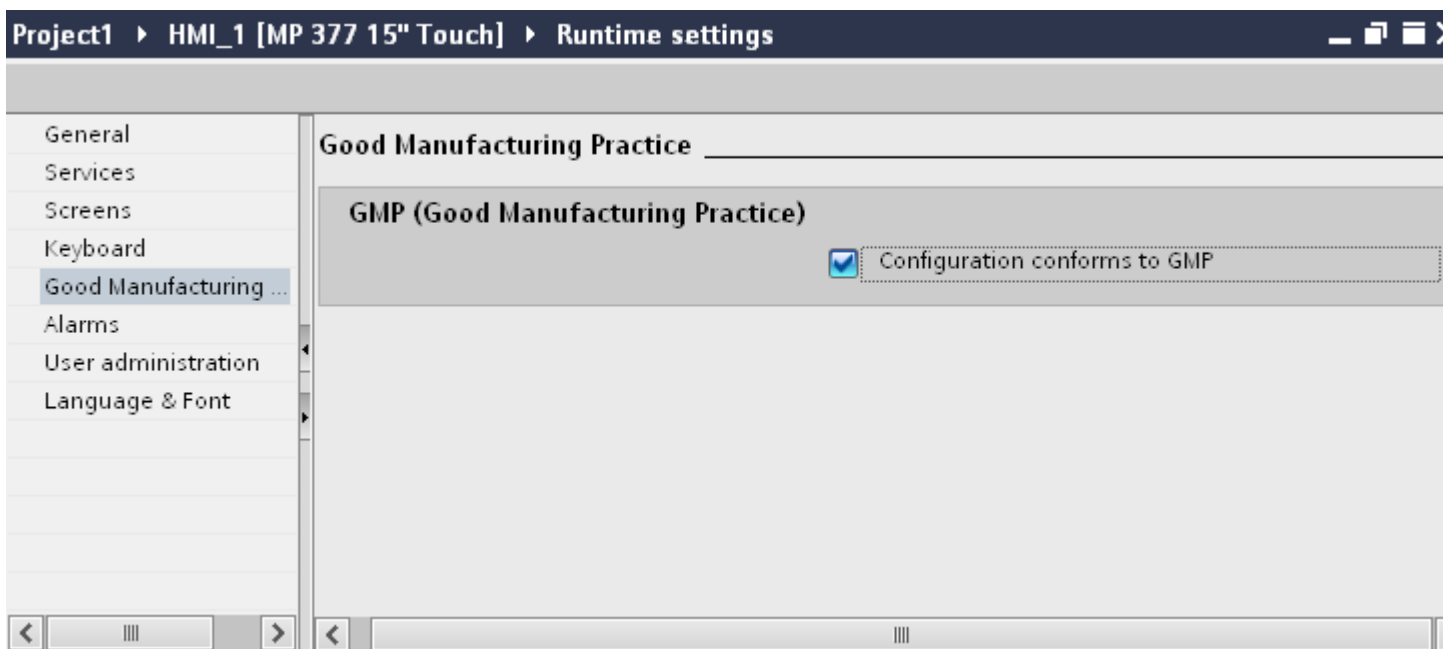 Project1 ▸ HMI_1 [MP 377 15" Touch] ▸ Runtime settings
General
Services
Screens
Keyboard
Good Manufacturing ...
Alarms
User administration
Language & Font
Good Manufacturing Practice
GMP (Good Manufacturing Practice)
Configuration conforms to GMP